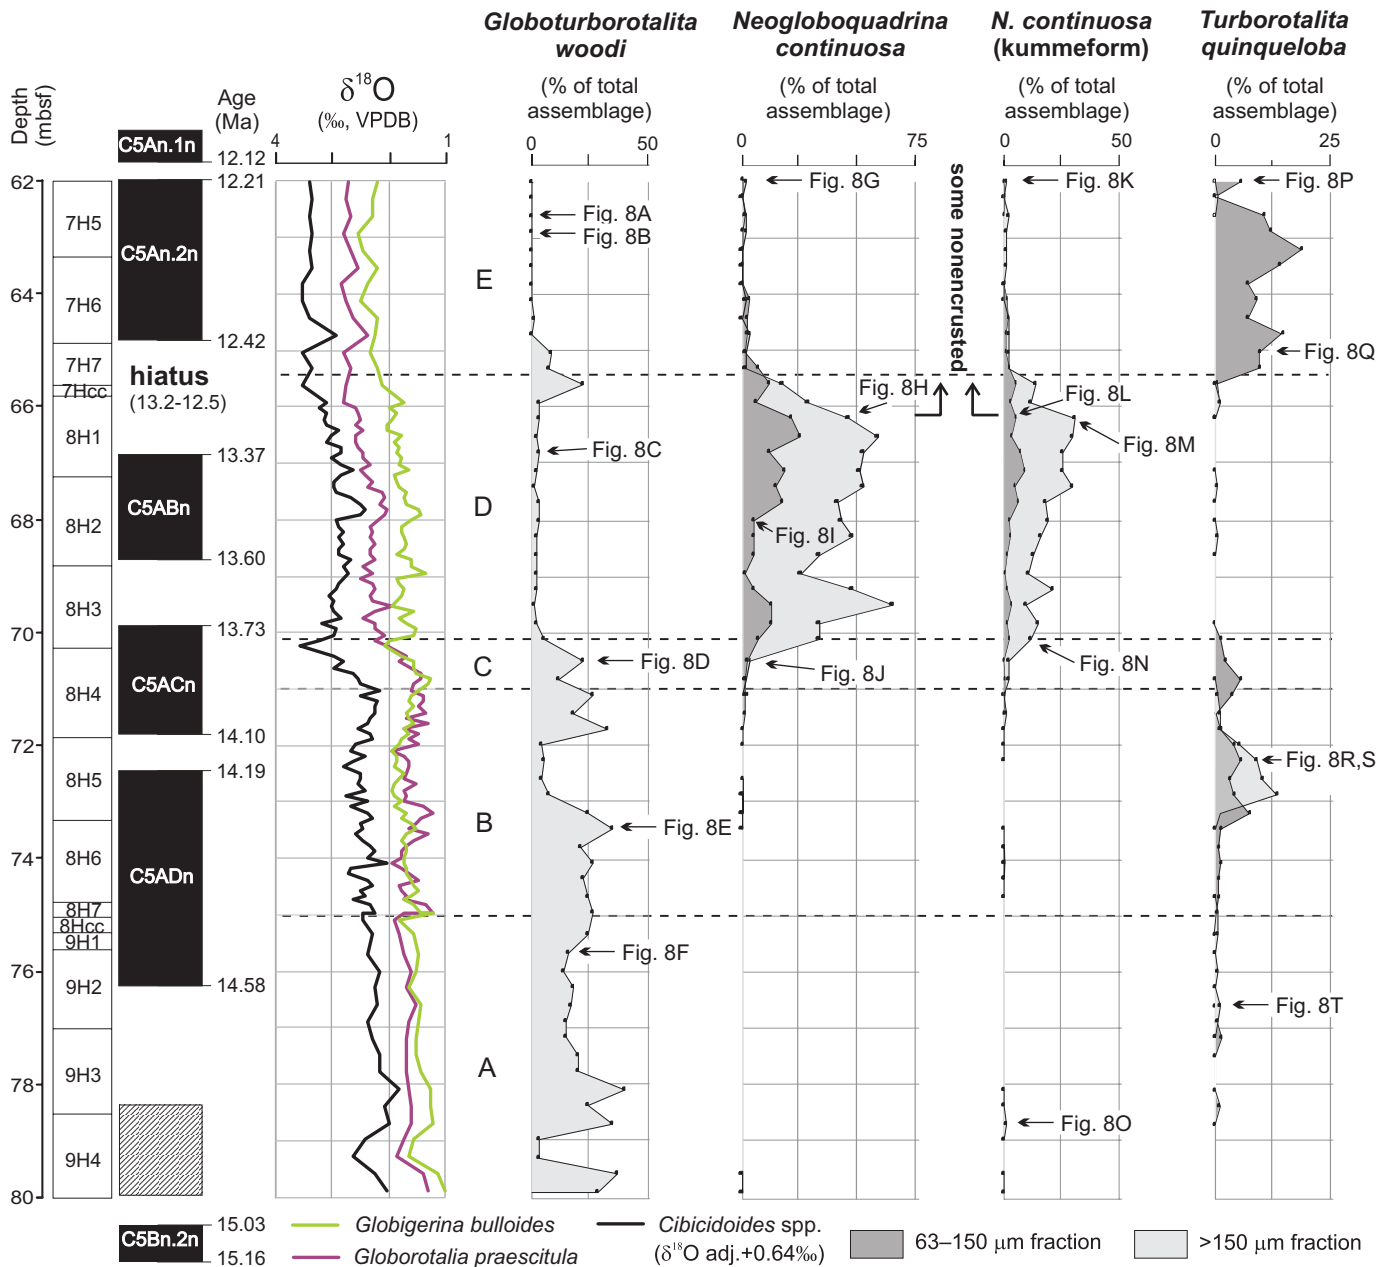 Globoturborotalita
woodi
Neogloboquadrina
continuosa
N. continuosa
(kummeform)
Turborotalita
quinqueloba
Depth
(mbsf)
Age
(Ma)
δ18O
(‰, VPDB)
(% of total
assemblage)
(% of total
assemblage)
(% of total
assemblage)
(% of total
assemblage)
4 1
0 50
0 75
0 50
0 25
C5An.1n
12.12
62
12.21
7H5
C5An.2n
64
7H6
12.42
7H7
hiatus
(13.2-12.5)
7Hcc
66
8H1
13.37
C5ABn
8H2
68
13.60
8H3
13.73
70
C5ACn
8H4
14.10
72
14.19
8H5
C5ADn
8H6
74
8H7
8Hcc
9H1
76
9H2
14.58
9H3
78
9H4
80
15.03
C5Bn.2n
15.16
E
D
C
B
A
Fig. 8A
Fig. 8B
Fig. 8C
Fig. 8D
Fig. 8E
Fig. 8F
Fig. 8G
Fig. 8H
Fig. 8I
Fig. 8J
some nonencrusted
Fig. 8K
Fig. 8L
Fig. 8M
Fig. 8N
Fig. 8O
Fig. 8P
Fig. 8Q
Fig. 8R,S
Fig. 8T
Globigerina bulloides
Globorotalia praescitula
Cibicidoides spp.
(δ18O adj.+0.64‰)
63–150 μm fraction
>150 μm fraction